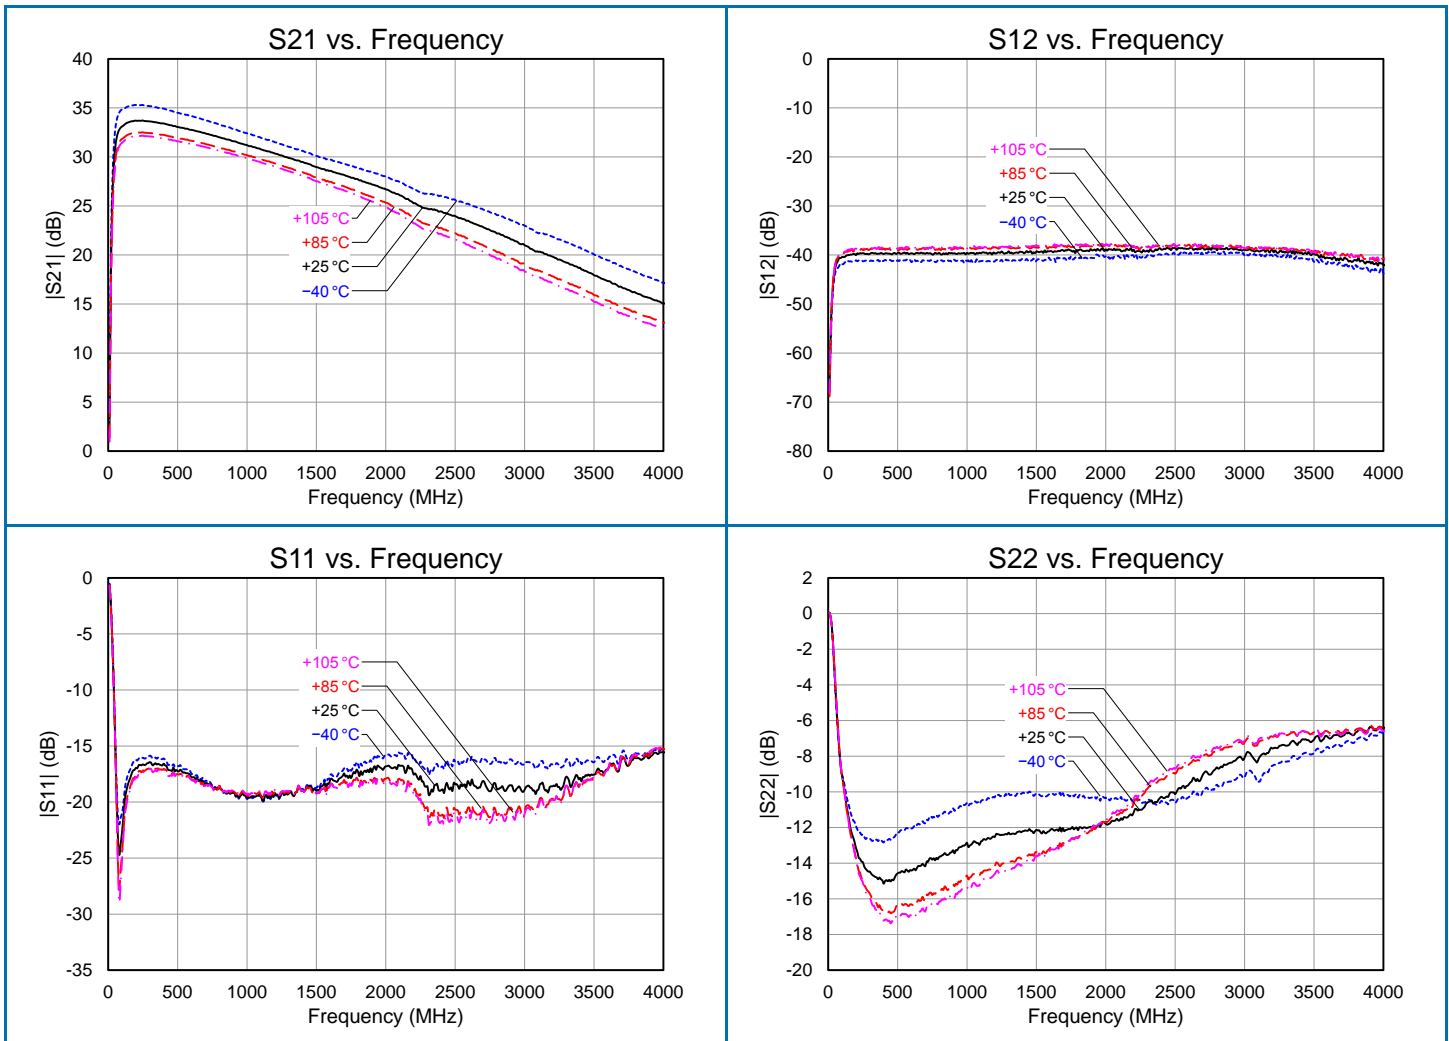 S21 vs. Frequency
40
35
30
25
20
15
10
5
0
|S21| (dB)
+105 °C
+85 °C
+25 °C
−40 °C
0 500 1000 1500 2000 2500 3000 3500 4000
Frequency (MHz)
S12 vs. Frequency
0
-10
-20
-30
-40
-50
-60
-70
-80
|S12| (dB)
+105 °C
+85 °C
+25 °C
−40 °C
0 500 1000 1500 2000 2500 3000 3500 4000
Frequency (MHz)
S11 vs. Frequency
0
-5
-10
-15
-20
-25
-30
-35
|S11| (dB)
+105 °C
+85 °C
+25 °C
−40 °C
0 500 1000 1500 2000 2500 3000 3500 4000
Frequency (MHz)
S22 vs. Frequency
2
0
-2
-4
-6
-8
-10
-12
-14
-16
-18
-20
|S22| (dB)
+105 °C
+85 °C
+25 °C
−40 °C
0 500 1000 1500 2000 2500 3000 3500 4000
Frequency (MHz)